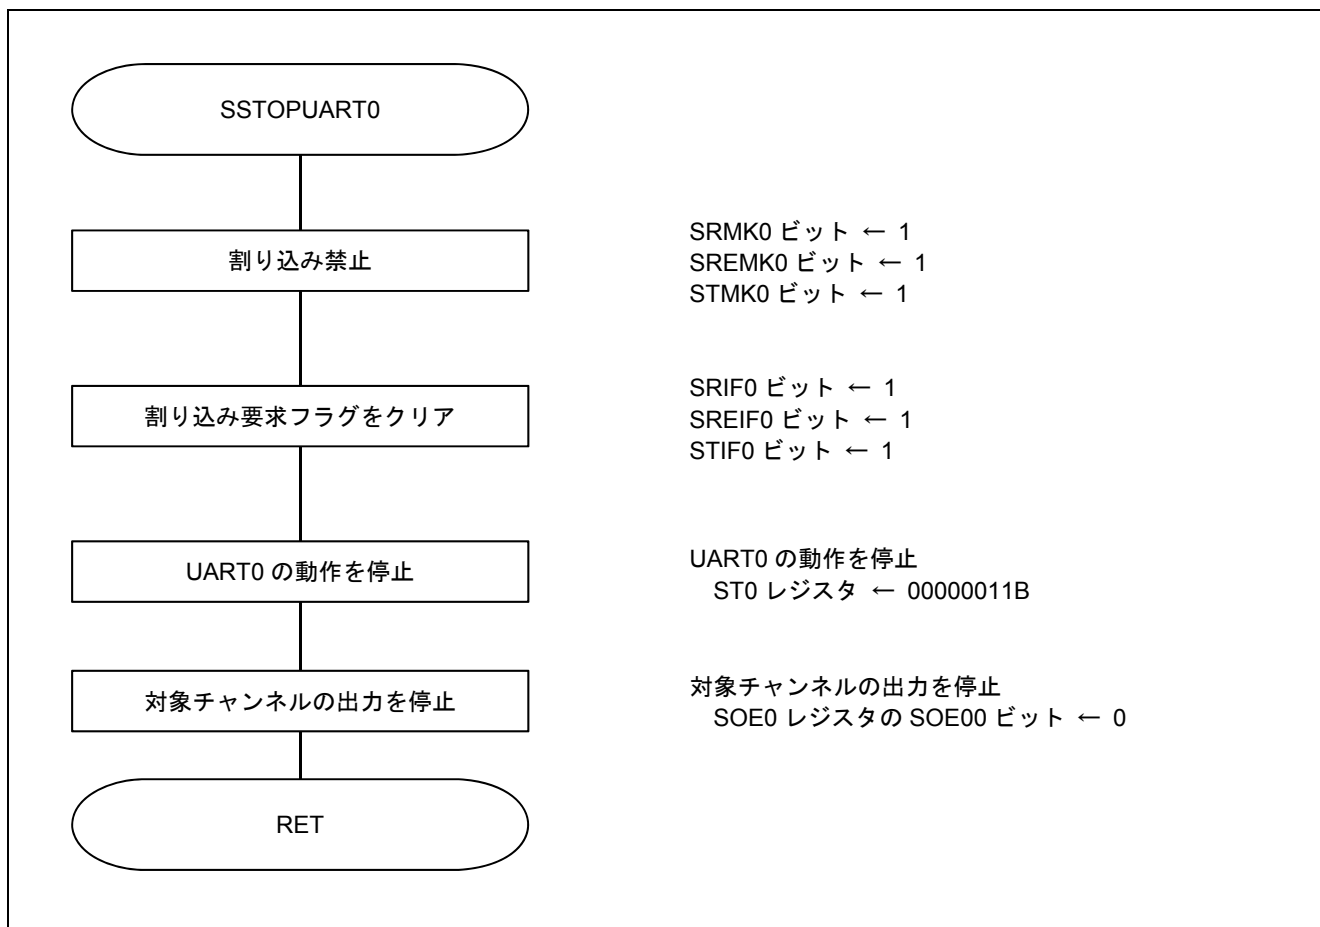 SSTOPUART0
割り込み禁止
SRMK0 ビット ← 1
SREMK0 ビット ← 1
STMK0 ビット ← 1
割り込み要求フラグをクリア
SRIF0 ビット ← 1
SREIF0 ビット ← 1
STIF0 ビット ← 1
UART0 の動作を停止
UART0 の動作を停止
ST0 レジスタ ← 00000011B
対象チャンネルの出力を停止
対象チャンネルの出力を停止
SOE0 レジスタの SOE00 ビット ← 0
RET